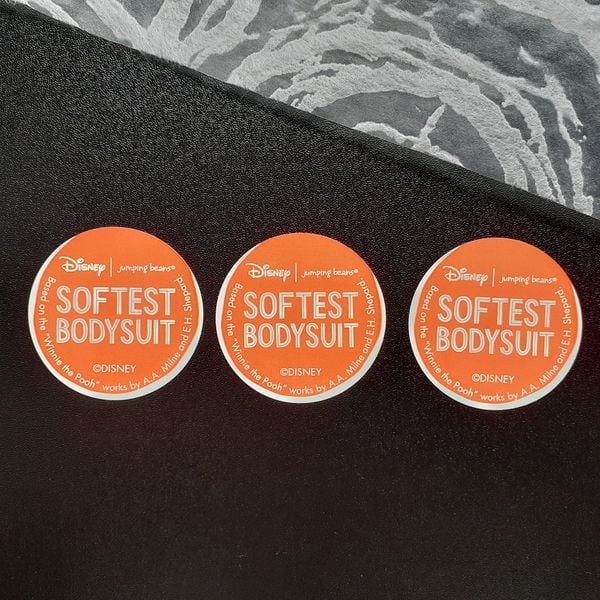 Disney | jumping beans®
SOFTEST
BODYSUIT
©DISNEY
Based on the "Winnie the Pooh" works by A.A. Milne and E.H. Shepard.
Disney | jumping beans®
SOFTEST
BODYSUIT
©DISNEY
Based on the "Winnie the Pooh" works by A.A. Milne and E.H. Shepard.
Disney | jumping beans®
SOFTEST
BODYSUIT
©DISNEY
Based on the "Winnie the Pooh" works by A.A. Milne and E.H. Shepard.